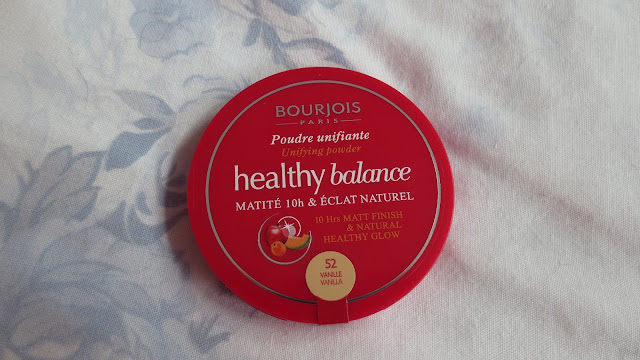 BOURJOIS
PARIS
Poudre unifiante
Unifying powder
healthy balance
MATITÉ 10h & ÉCLAT NATUREL
10 Hrs MATT FINISH
& NATURAL
HEALTHY GLOW
52
VANILLE
VANILLA